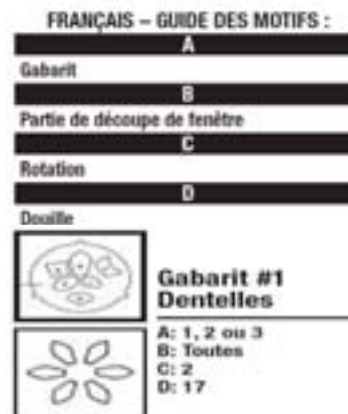 FRANÇAIS – GUIDE DES MOTIFS :
A
Gabarit
B
Partie de découpe de fenêtre
C
Rotation
D
Douille
Gabarit #1
Dentelles
A: 1, 2 ou 3
B: Toutes
C: 2
D: 17